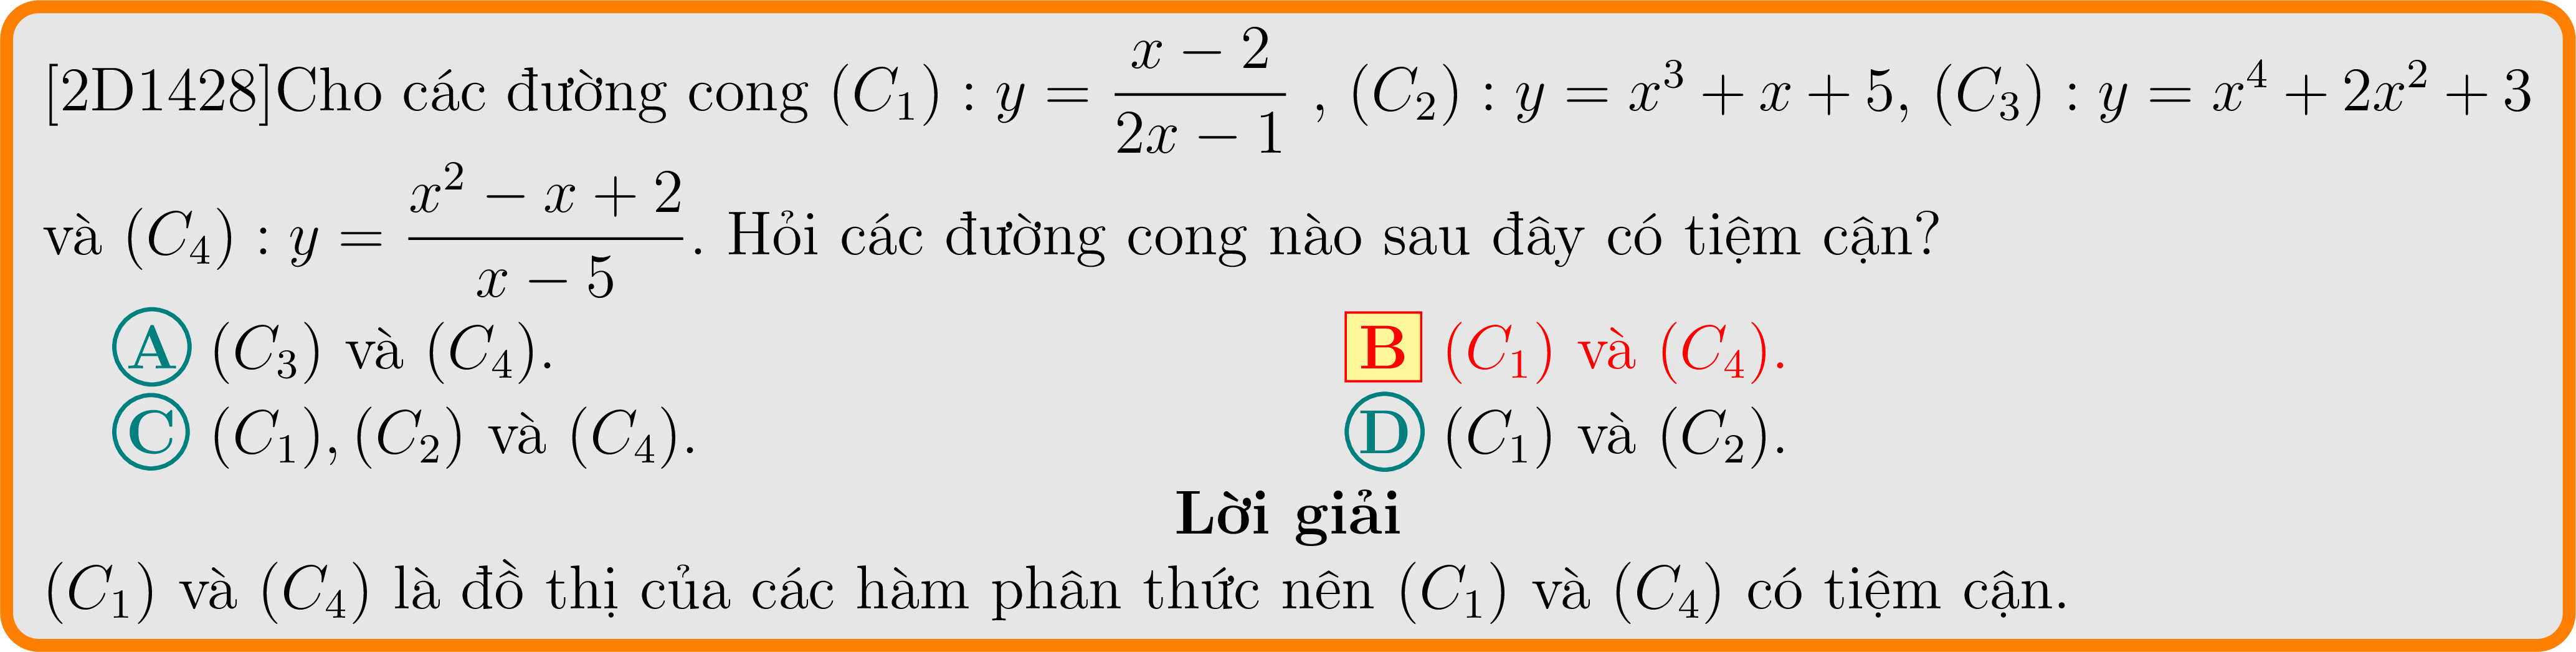 [2D1428]Cho các đường cong $(C_1) : y = \dfrac{x-2}{2x-1}$ , $(C_2) : y = x^3 + x + 5$, $(C_3) : y = x^4 + 2x^2 + 3$
và $(C_4) : y = \dfrac{x^2 - x + 2}{x - 5}$. Hỏi các đường cong nào sau đây có tiệm cận?
A $(C_3)$ và $(C_4)$. B $(C_1)$ và $(C_4)$.
C $(C_1), (C_2)$ và $(C_4)$. D $(C_1)$ và $(C_2)$.
Lời giải
$(C_1)$ và $(C_4)$ là đồ thị của các hàm phân thức nên $(C_1)$ và $(C_4)$ có tiệm cận.